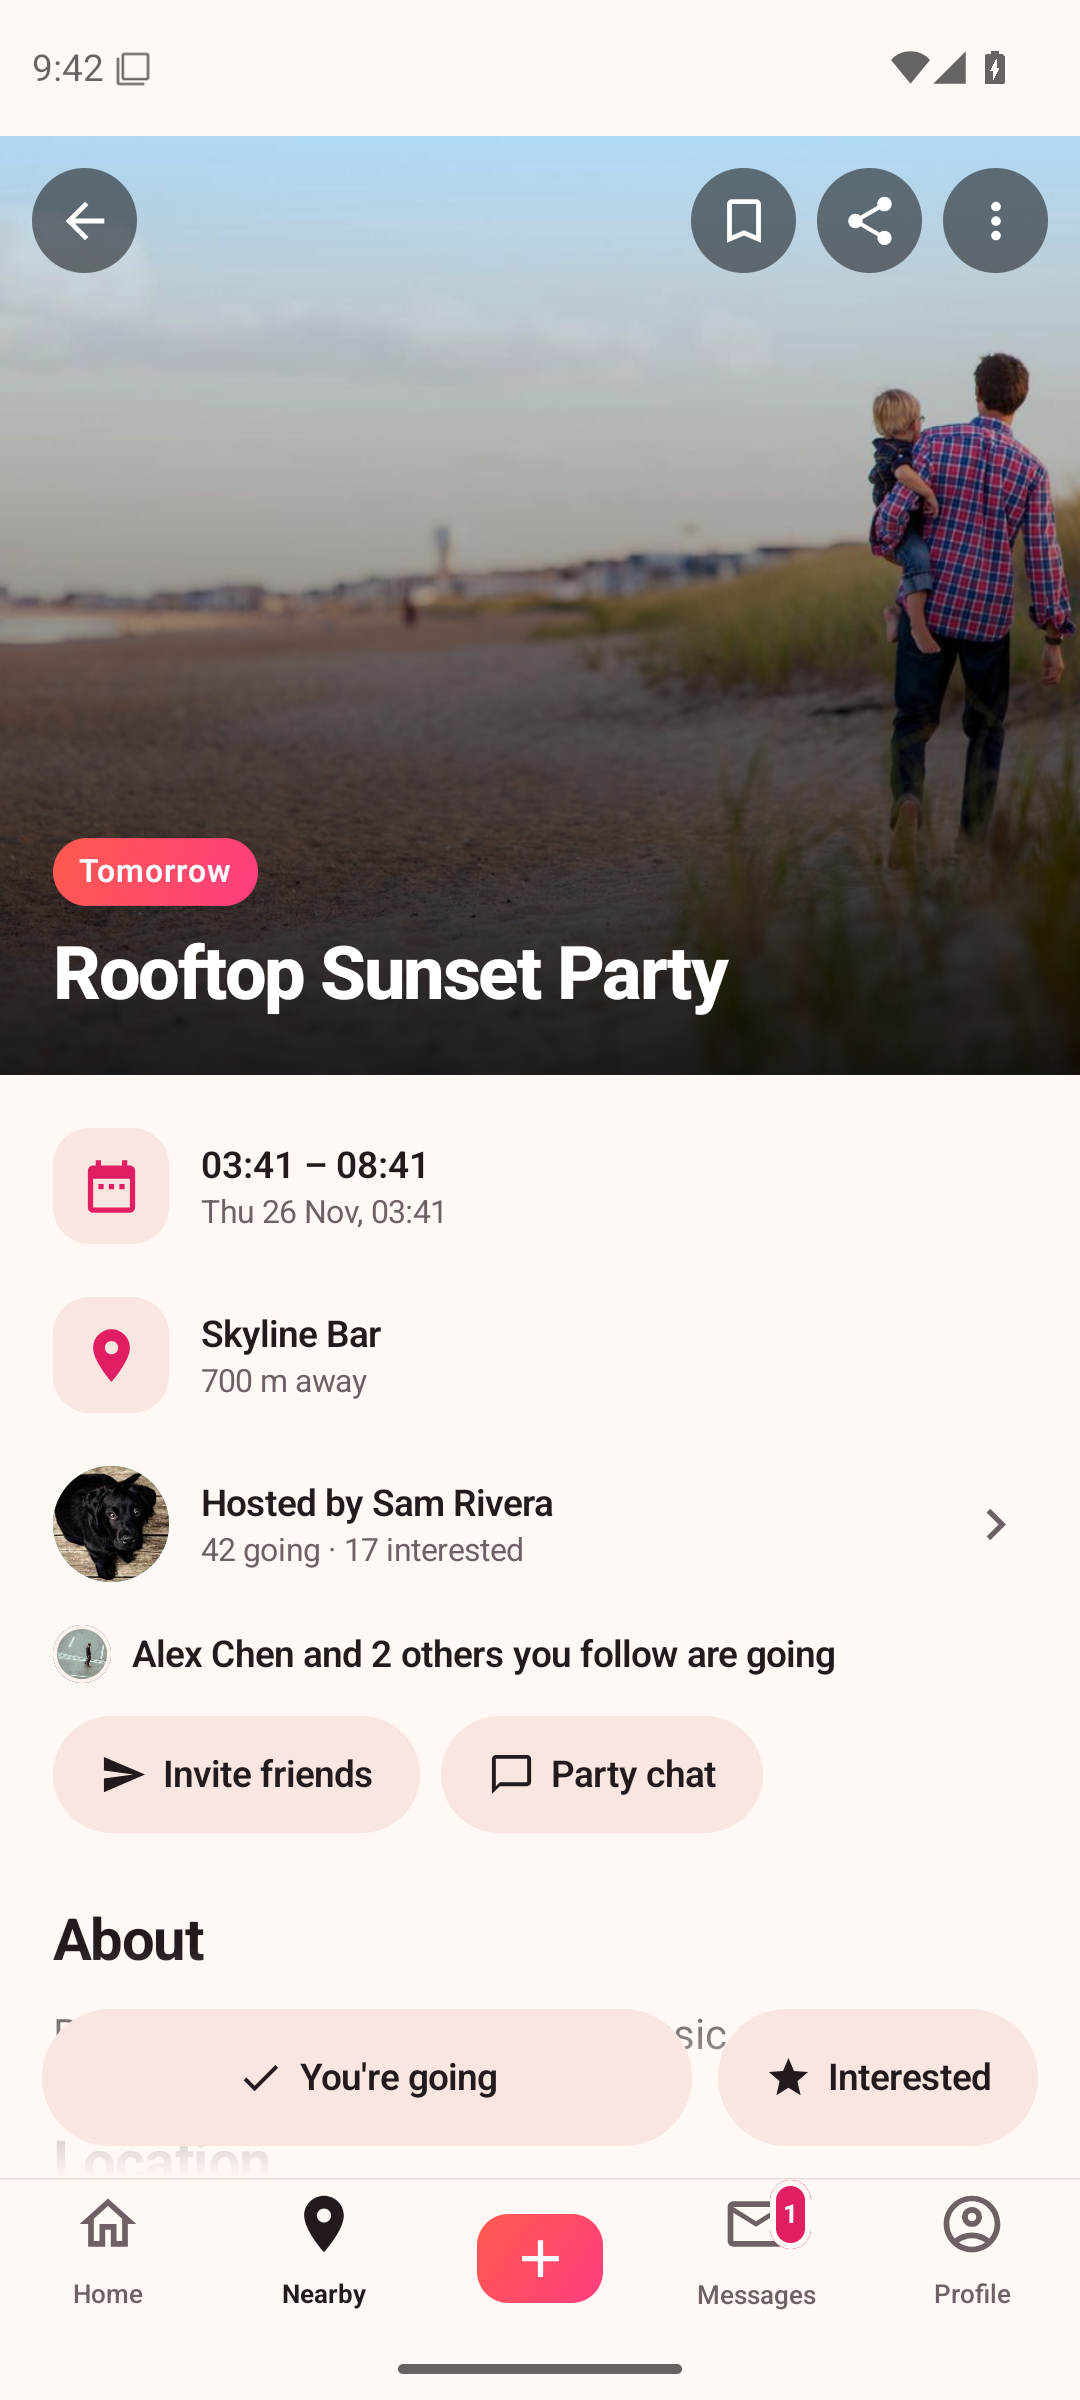 9:42
Tomorrow
Rooftop Sunset Party
03:41 – 08:41
Thu 26 Nov, 03:41
Skyline Bar
700 m away
Hosted by Sam Rivera
42 going · 17 interested
Alex Chen and 2 others you follow are going
Invite friends
Party chat
About
You're going
Interested
Location
1
Home
Nearby
Messages
Profile